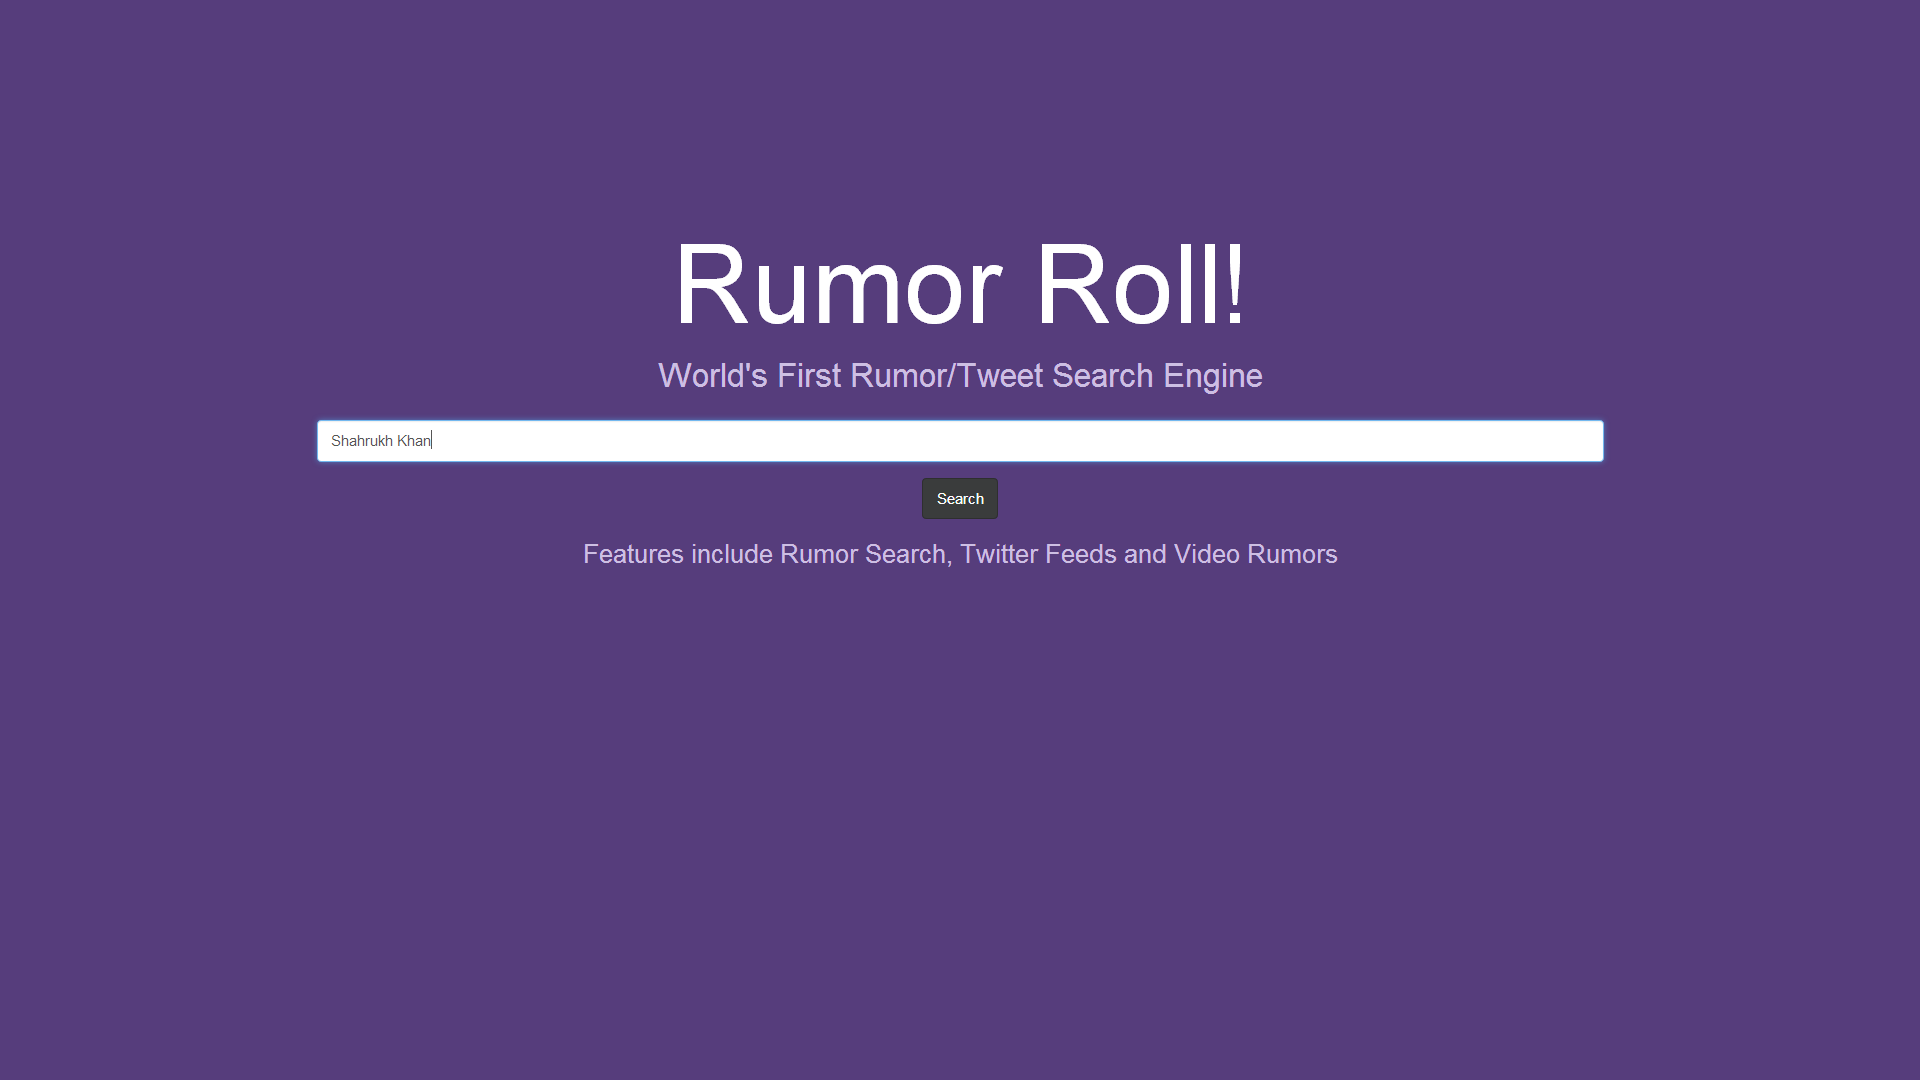 Rumor Roll!
World's First Rumor/Tweet Search Engine
Shahrukh Khan
Search
Features include Rumor Search, Twitter Feeds and Video Rumors